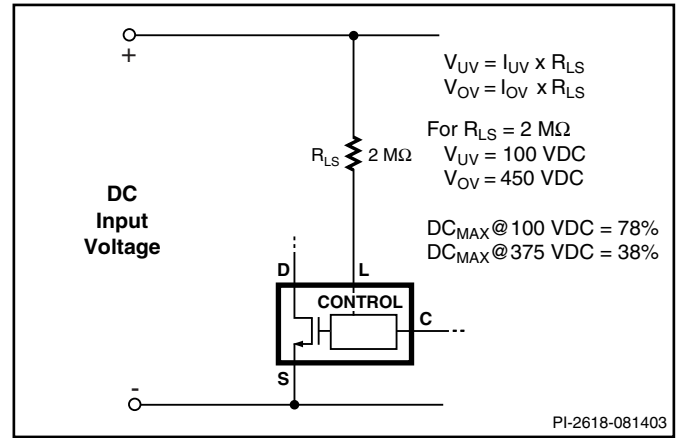 +
V_UV = I_UV x R_LS
V_OV = I_OV x R_LS
For R_LS = 2 MΩ
V_UV = 100 VDC
V_OV = 450 VDC
R_LS 2 MΩ
DC
Input
Voltage
DC_MAX@100 VDC = 78%
DC_MAX@375 VDC = 38%
D L
CONTROL
C
S
-
PI-2618-081403